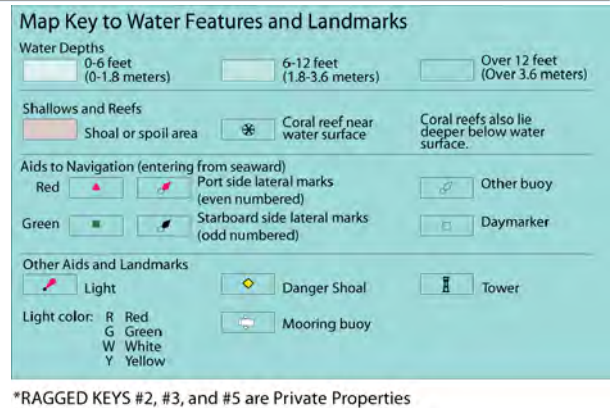 Map Key to Water Features and Landmarks
Water Depths
0-6 feet
(0-1.8 meters)
6-12 feet
(1.8-3.6 meters)
Over 12 feet
(Over 3.6 meters)
Shallows and Reefs
Shoal or spoil area
Coral reef near
water surface
Coral reefs also lie
deeper below water
surface.
Aids to Navigation (entering from seaward)
Red
Port side lateral marks
(even numbered)
Other buoy
Green
Starboard side lateral marks
(odd numbered)
Daymarker
Other Aids and Landmarks
Light
Danger Shoal
Tower
Light color: R Red
G Green
W White
Y Yellow
Mooring buoy
*RAGGED KEYS #2, #3, and #5 are Private Properties